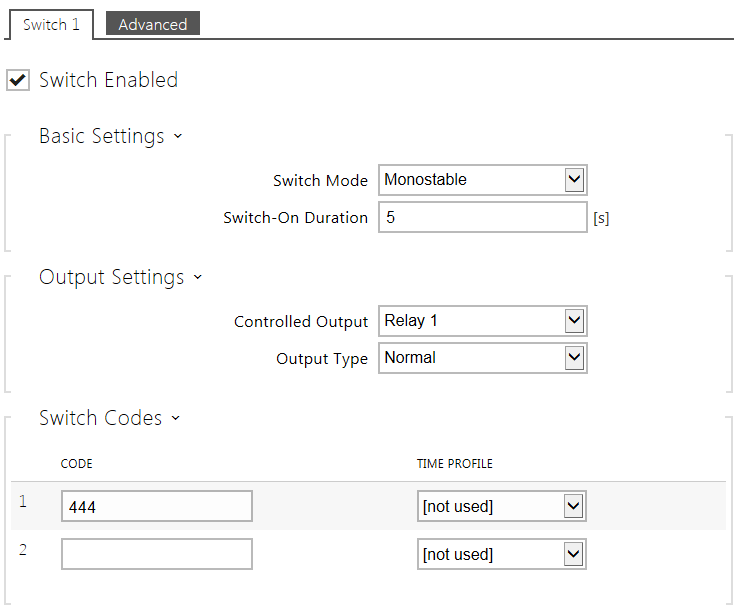 Switch 1 Advanced
Switch Enabled
Basic Settings
Switch Mode Monostable
Switch-On Duration 5 [s]
Output Settings
Controlled Output Relay 1
Output Type Normal
Switch Codes
CODE TIME PROFILE
1 444 [not used]
2 [not used]